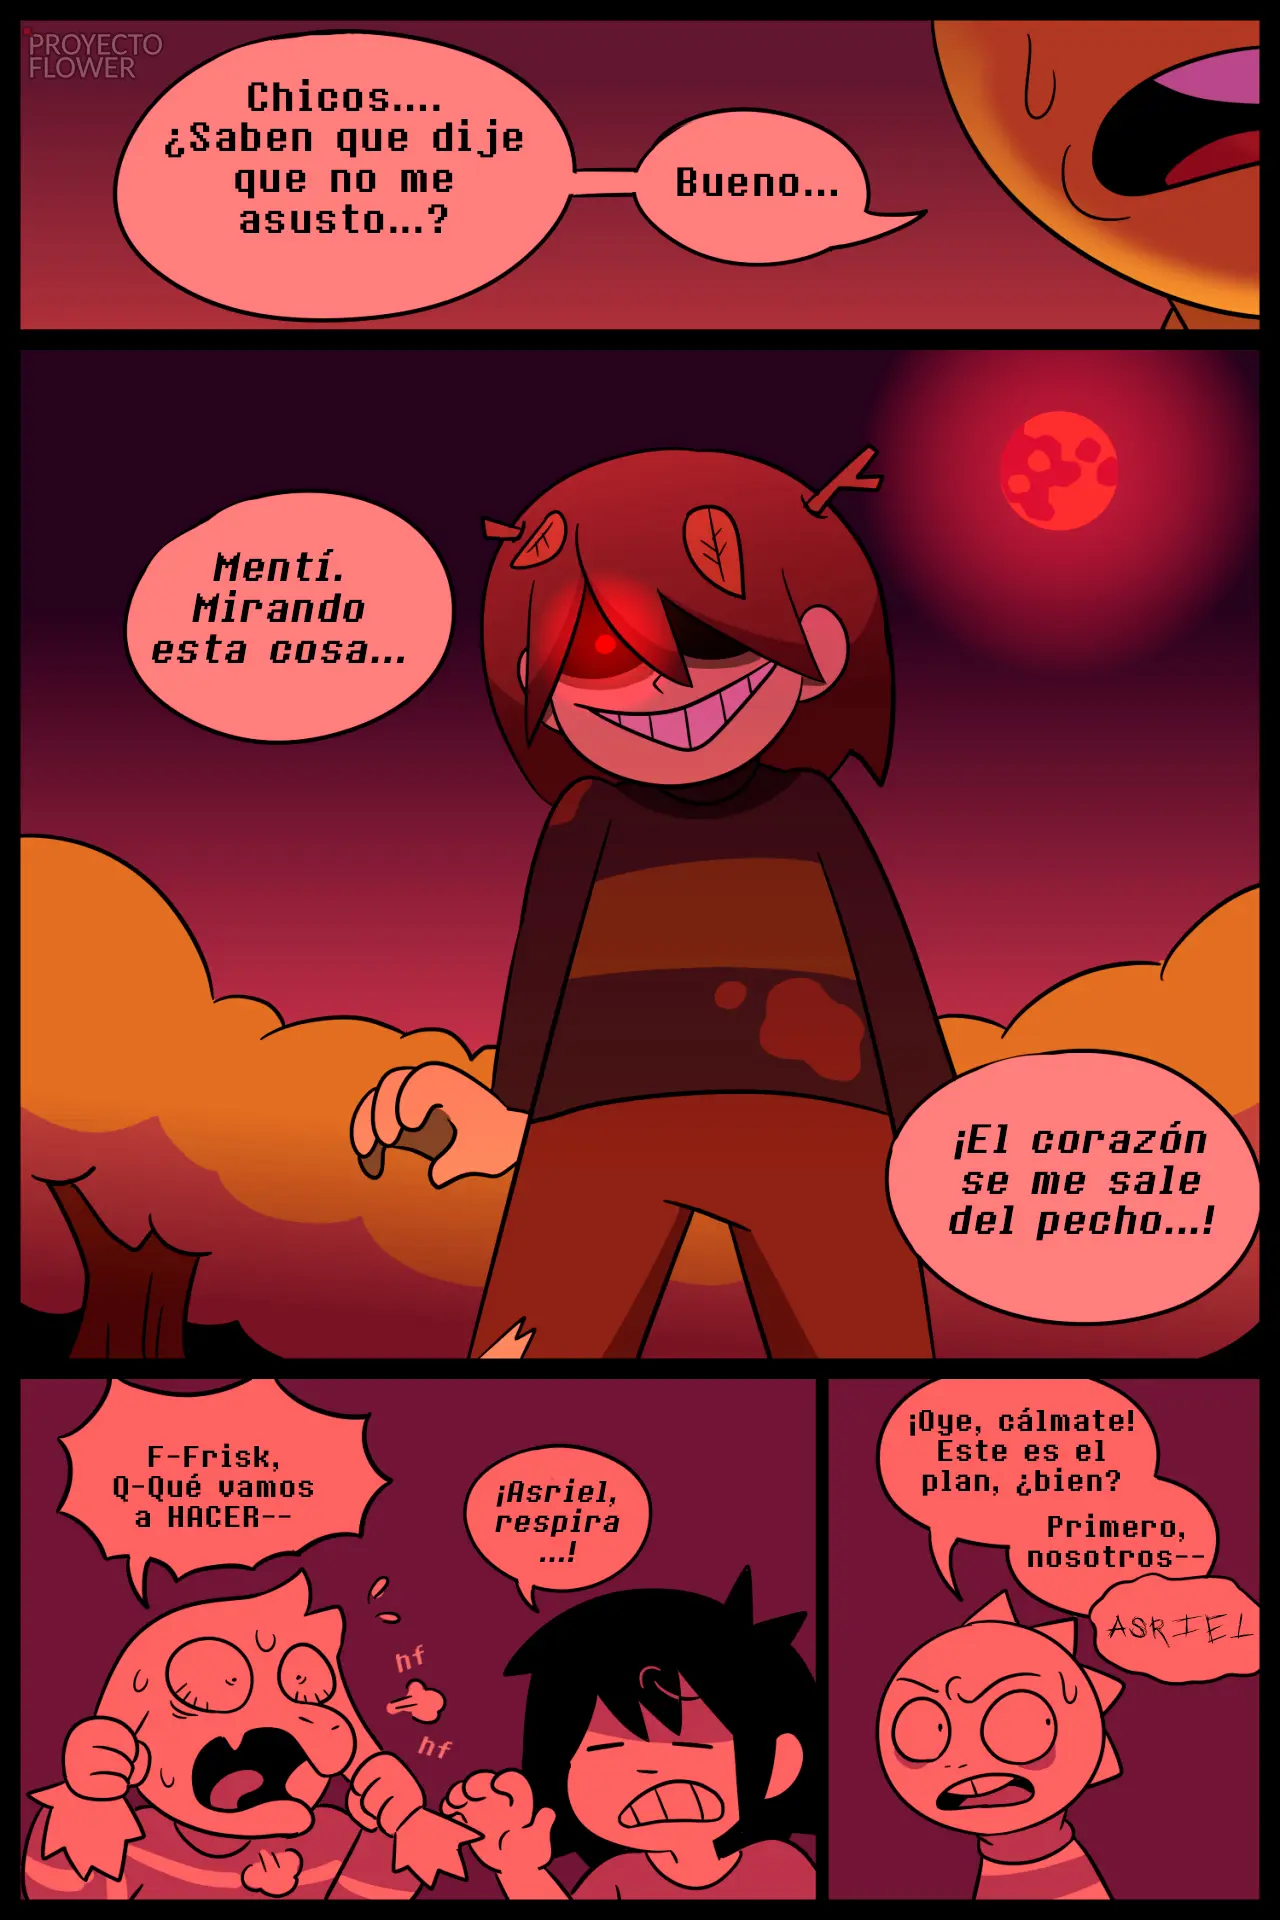 PROYECTO
FLOWER
Chicos....
¿Saben que dije
que no me
asusto...?
Bueno...
Mentí.
Mirando
esta cosa...
¡El corazón
se me sale
del pecho...!
F-Frisk,
Q-Qué vamos
a HACER--
¡Asriel,
respira
...!
hf
hf
¡Oye, cálmate!
Este es el
plan, ¿bien?
Primero,
nosotros--
ASRIEL